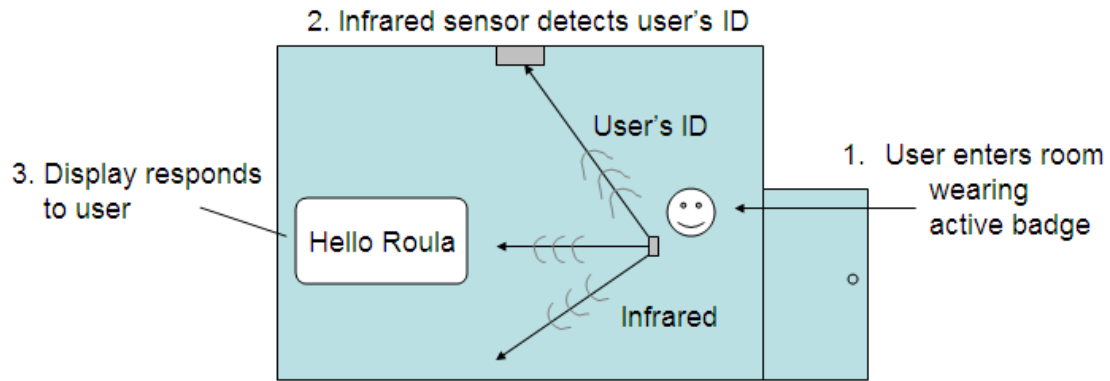 2. Infrared sensor detects user's ID
User's ID
1. User enters room
wearing
active badge
3. Display responds
to user
Hello Roula
Infrared